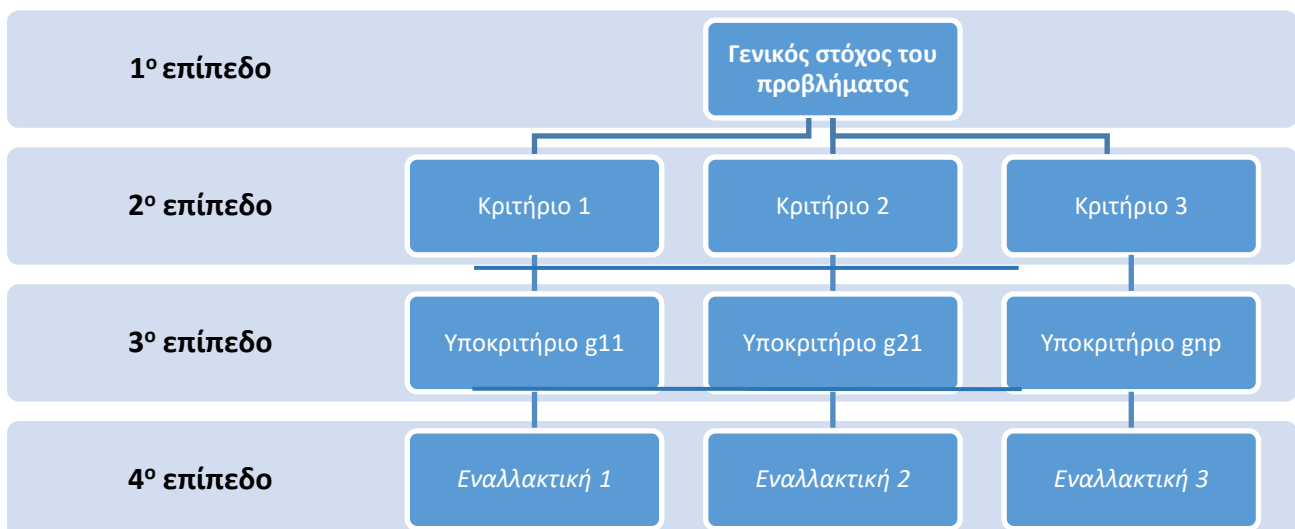 1ο επίπεδο
Γενικός στόχος του
προβλήματος
2ο επίπεδο
Κριτήριο 1
Κριτήριο 2
Κριτήριο 3
3ο επίπεδο
Υποκριτήριο g11
Υποκριτήριο g21
Υποκριτήριο gnp
4ο επίπεδο
Εναλλακτική 1
Εναλλακτική 2
Εναλλακτική 3